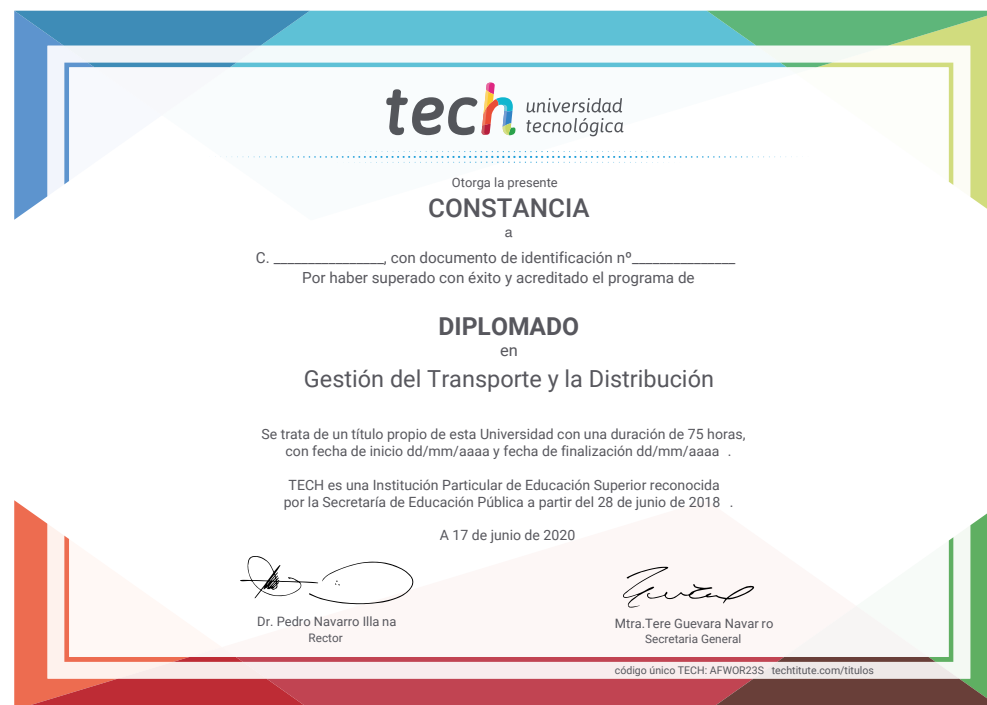 tech universidad
tecnológica
Otorga la presente
CONSTANCIA
a
C. ________________, con documento de identificación nº_______________
Por haber superado con éxito y acreditado el programa de
DIPLOMADO
en
Gestión del Transporte y la Distribución
Se trata de un título propio de esta Universidad con una duración de 75 horas,
con fecha de inicio dd/mm/aaaa y fecha de finalización dd/mm/aaaa .
TECH es una Institución Particular de Educación Superior reconocida
por la Secretaría de Educación Pública a partir del 28 de junio de 2018 .
A 17 de junio de 2020
Dr. Pedro Navarro Illa na
Rector
Mtra.Tere Guevara Navar ro
Secretaria General
código único TECH: AFWOR23S techtitute.com/titulos